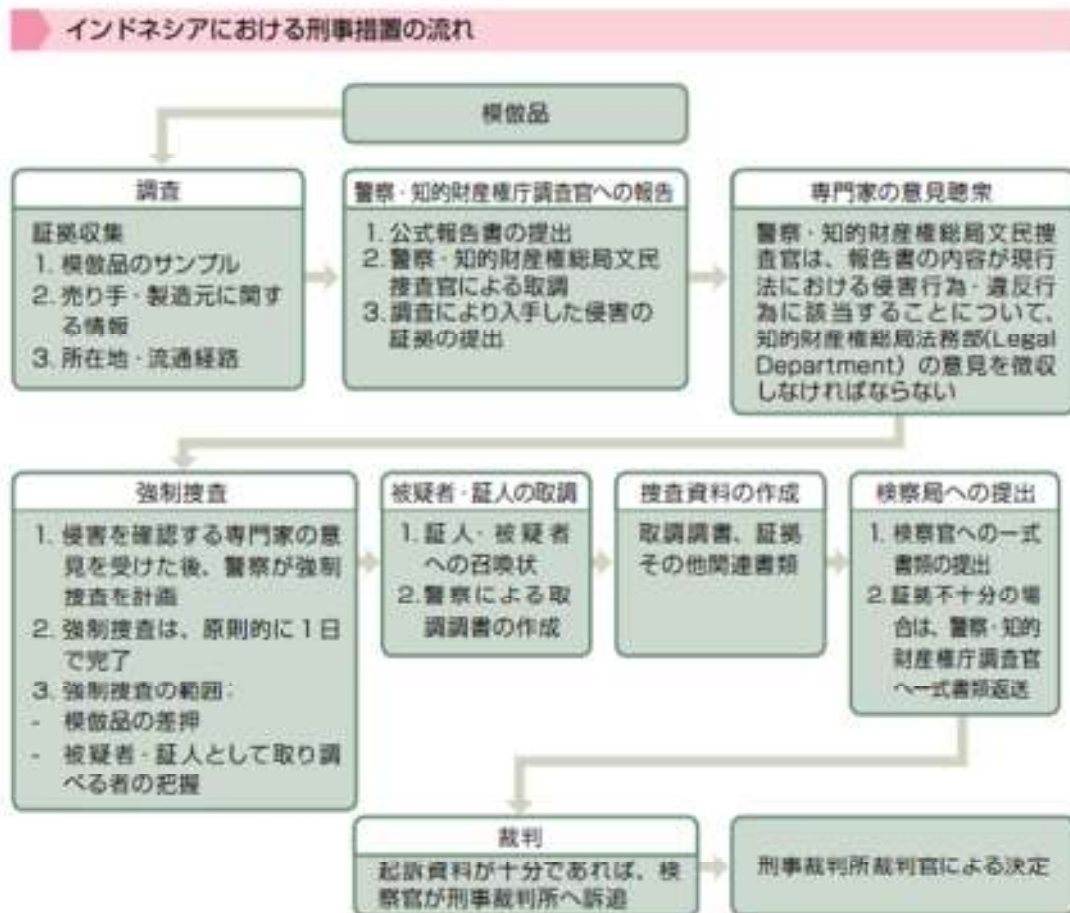 インドネシアにおける刑事措置の流れ
模倣品
調査
証拠収集
1. 模倣品のサンプル
2. 売り手・製造元に関す
る情報
3. 所在地・流通経路
警察・知的財産権庁調査官への報告
1. 公式報告書の提出
2. 警察・知的財産権総局文民
捜査官による取調
3. 調査により入手した侵害の
証拠の提出
専門家の意見聴衆
警察・知的財産権総局文民捜
査官は、報告書の内容が現行
法における侵害行為・違反行
為に該当することについて、
知的財産権総局法務部(Legal
Department)の意見を徴収
しなければならない
強制捜査
1. 侵害を確認する専門家の意
見を受けた後、警察が強制
捜査を計画
2. 強制捜査は、原則的に1日
で完了
3. 強制捜査の範囲:
- 模倣品の差押
- 被疑者・証人として取り調
べる者の把握
被疑者・証人の取調
1. 証人・被疑者
への召喚状
2. 警察による取
調調書の作成
捜査資料の作成
取調調書、証拠
その他関連書類
検察局への提出
1. 検察官への一式
書類の提出
2. 証拠不十分の場
合は、警察・知的
財産権庁調査官
へ一式書類返送
裁判
起訴資料が十分であれば、検
察官が刑事裁判所へ訴追
刑事裁判所裁判官による決定